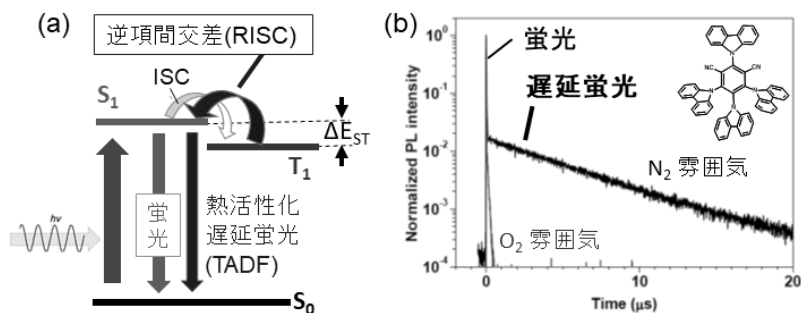 (a)
逆項間交差(RISC)
ISC
S1
ΔEST
T1
hν
蛍光
熱活性化
遅延蛍光
(TADF)
S0
(b)
Normalized PL intensity
10^0
10^-1
10^-2
10^-3
10^-4
蛍光
遅延蛍光
NC
CN
N
N
N
N
N2 雰囲気
O2 雰囲気
0
10
20
Time (μs)